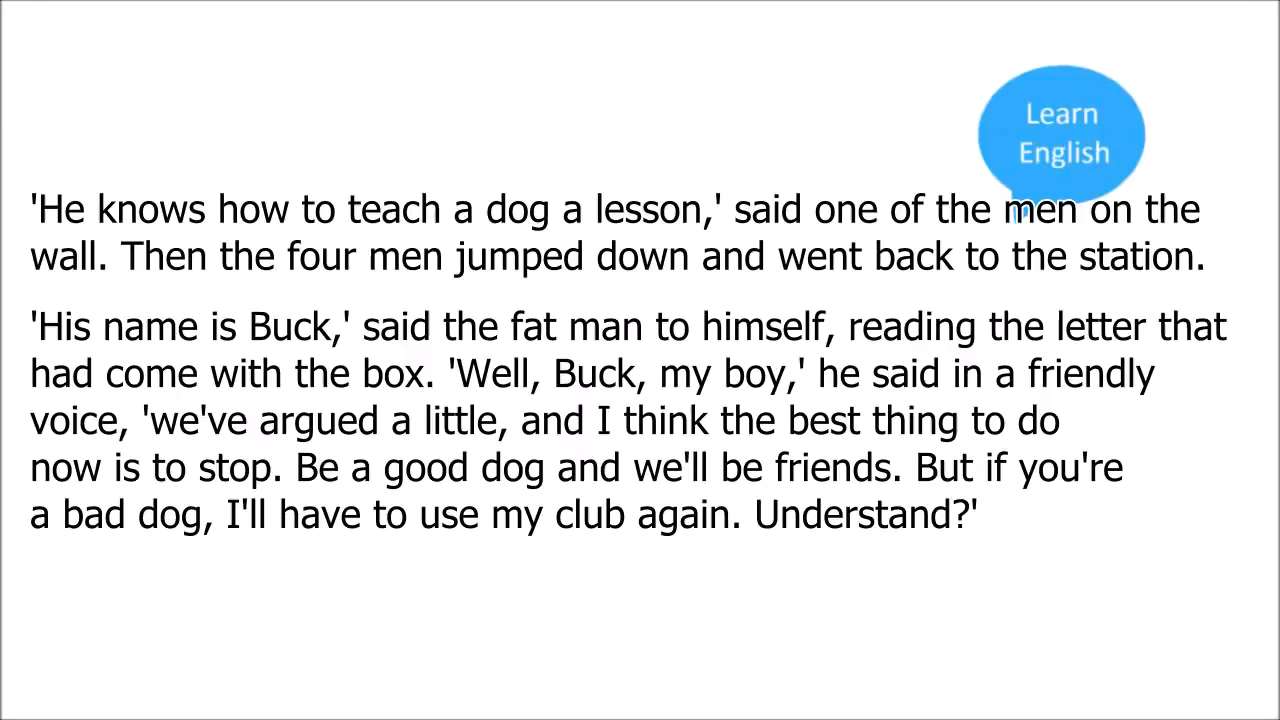 Learn
English
'He knows how to teach a dog a lesson,' said one of the men on the
wall. Then the four men jumped down and went back to the station.
'His name is Buck,' said the fat man to himself, reading the letter that
had come with the box. 'Well, Buck, my boy,' he said in a friendly
voice, 'we've argued a little, and I think the best thing to do
now is to stop. Be a good dog and we'll be friends. But if you're
a bad dog, I'll have to use my club again. Understand?'